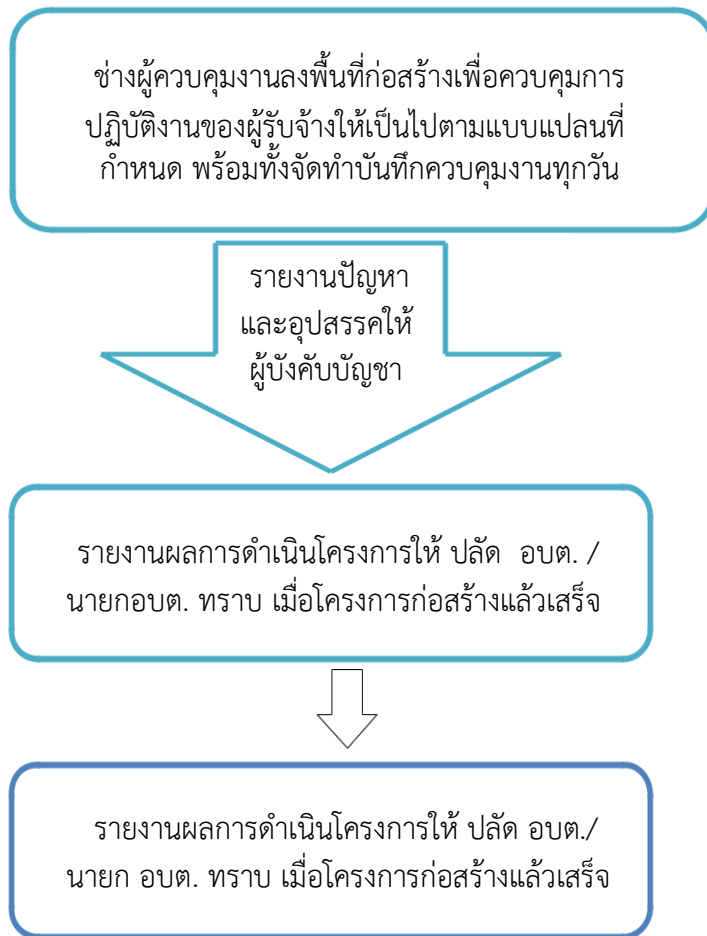 ช่างผู้ควบคุมงานลงพื้นที่ก่อสร้างเพื่อควบคุมการ
ปฏิบัติงานของผู้รับจ้างให้เป็นไปตามแบบแปลนที่
กำหนด พร้อมทั้งจัดทำบันทึกควบคุมงานทุกวัน
รายงานปัญหา
และอุปสรรคให้
ผู้บังคับบัญชา
รายงานผลการดำเนินโครงการให้ ปลัด อบต. /
นายกอบต. ทราบ เมื่อโครงการก่อสร้างแล้วเสร็จ
รายงานผลการดำเนินโครงการให้ ปลัด อบต./
นายก อบต. ทราบ เมื่อโครงการก่อสร้างแล้วเสร็จ